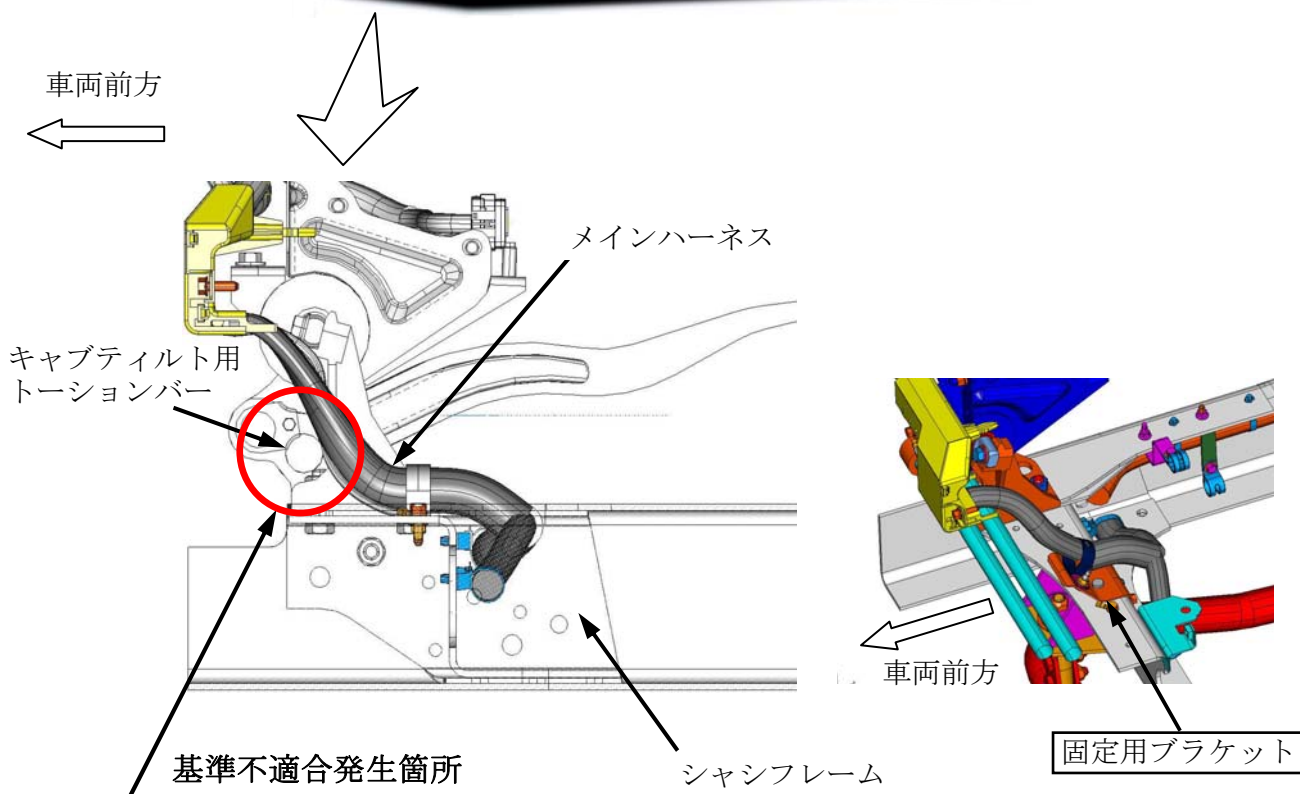 車両前方
メインハーネス
キャブティルト用
トーションバー
車両前方
固定用ブラケット
基準不適合発生箇所
シャシフレーム